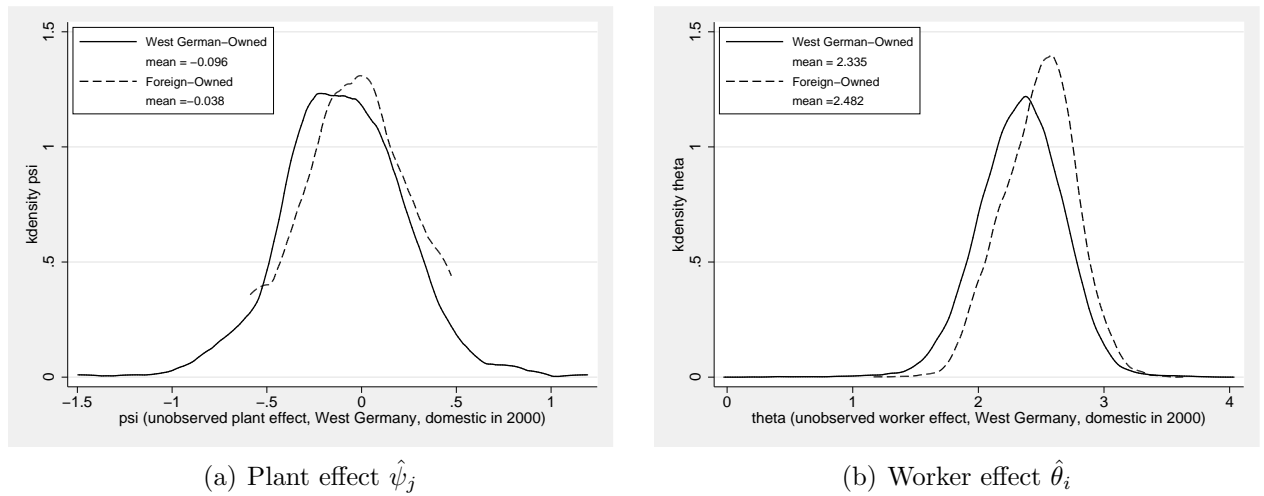 West German−Owned
mean = −0.096
Foreign−Owned
mean =−0.038
kdensity psi
0
.5
1
1.5
−1.5
−1
−.5
0
.5
1
psi (unobserved plant effect, West Germany, domestic in 2000)
(a) Plant effect ψ̂j
West German−Owned
mean = 2.335
Foreign−Owned
mean =2.482
kdensity theta
0
.5
1
1.5
0
1
2
3
4
theta (unobserved worker effect, West Germany, domestic in 2000)
(b) Worker effect θ̂i